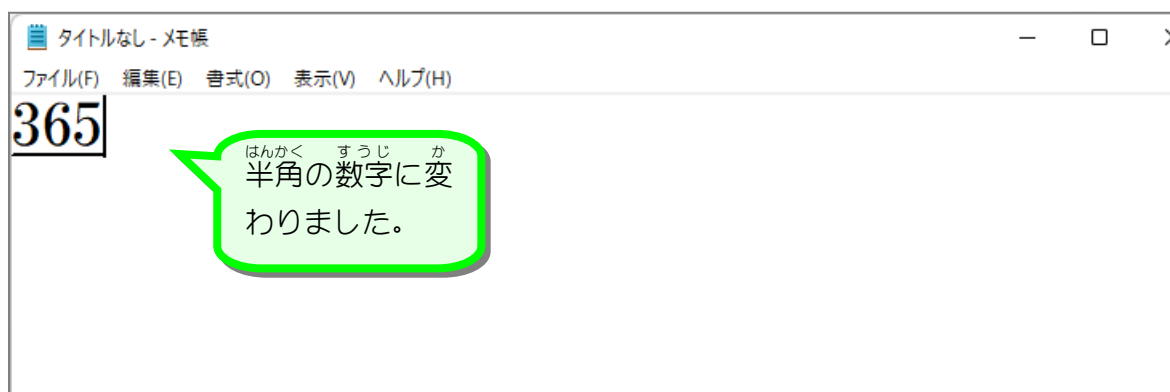 タイトルなし - メモ帳
ファイル(F) 編集(E) 書式(O) 表示(V) ヘルプ(H)
365
はんかく すうじ か
半角の数字に変
わりました。